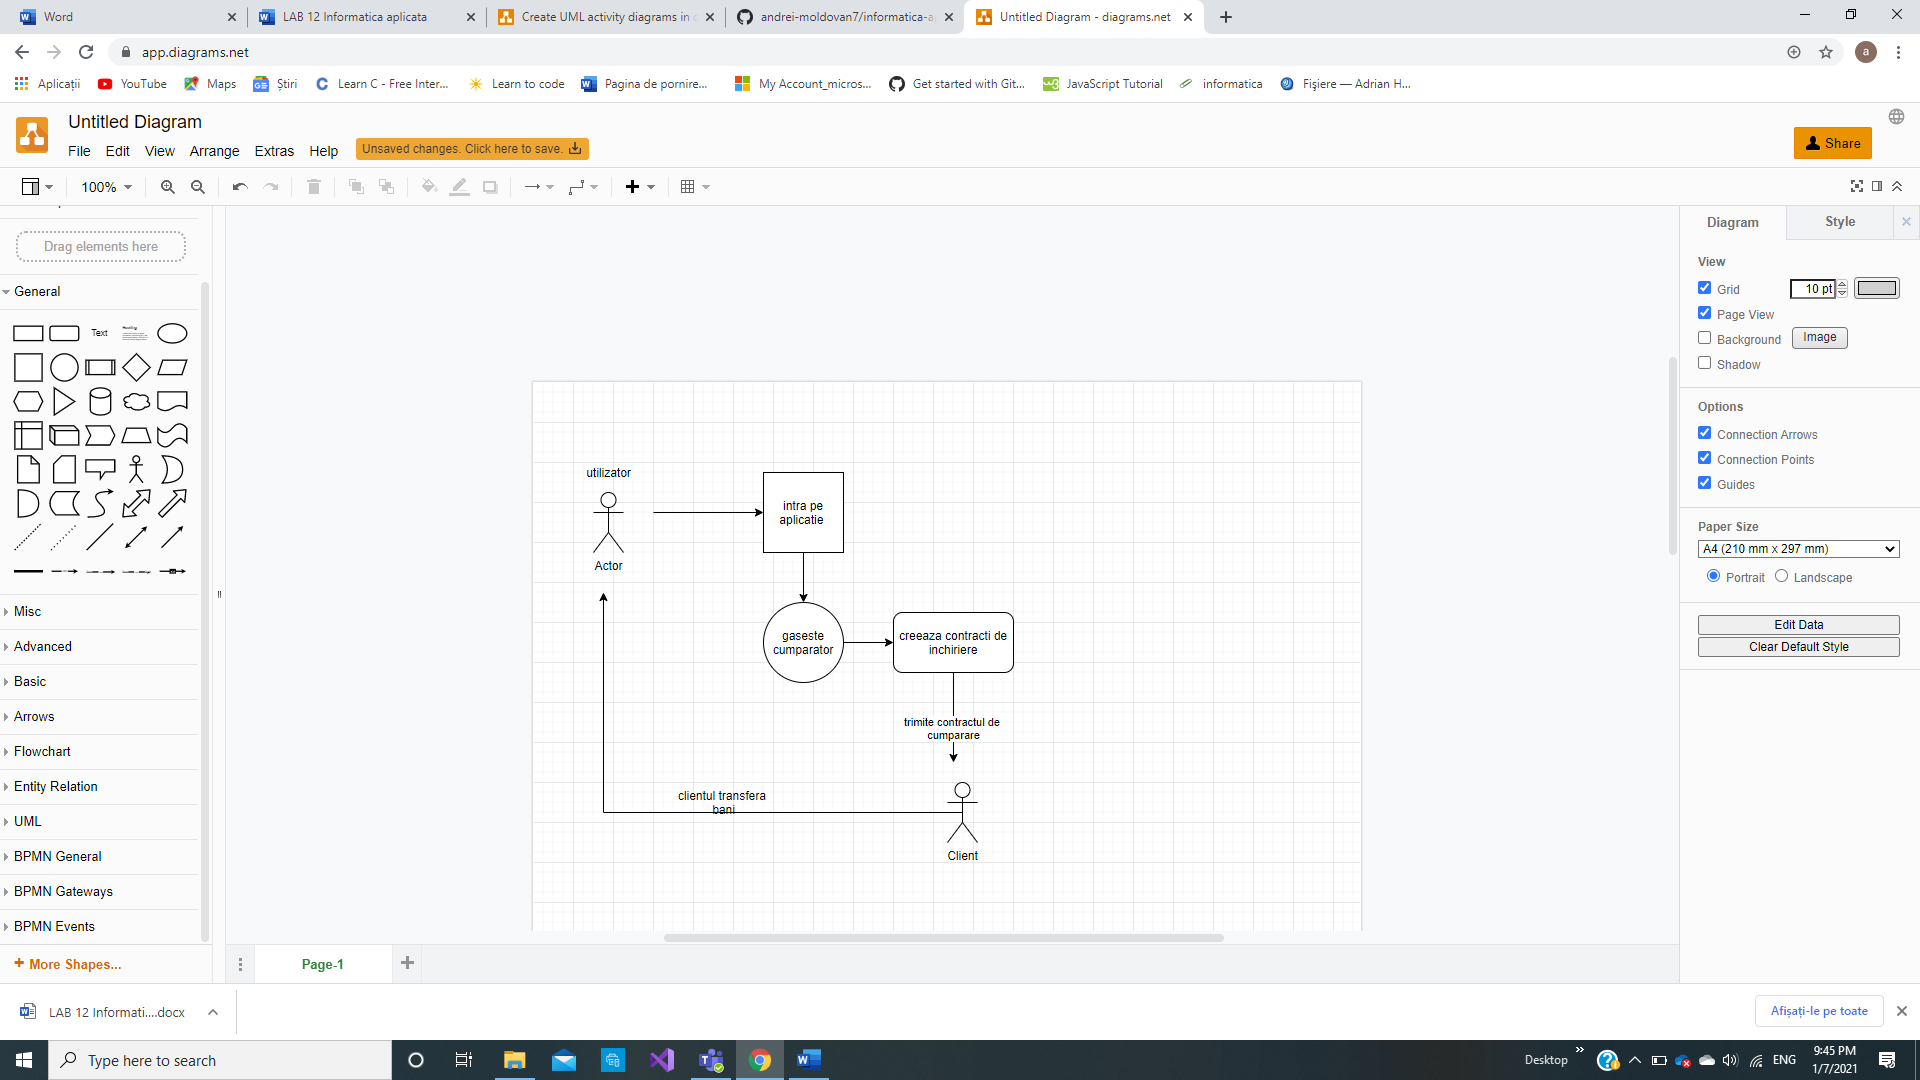 Word
LAB 12 Informatica aplicata
Create UML activity diagrams in
andrei-moldovan7/informatica-a
Untitled Diagram - diagrams.net
app.diagrams.net
a
Aplicații
YouTube
Maps
Știri
Learn C - Free Inter...
Learn to code
Pagina de pornire...
My Account_micros...
Get started with Git...
JavaScript Tutorial
informatica
Fişiere — Adrian H...
Untitled Diagram
File Edit View Arrange Extras Help
Unsaved changes. Click here to save.
Share
100%
Drag elements here
General
Text
Heading
Misc
Advanced
Basic
Arrows
Flowchart
Entity Relation
UML
BPMN General
BPMN Gateways
BPMN Events
+ More Shapes...
utilizator
Actor
intra pe
aplicatie
gaseste
cumparator
creeaza contracti de
inchiriere
trimite contractul de
cumparare
clientul transfera
bani
Client
Page-1
Diagram
Style
View
Grid
10 pt
Page View
Background
Image
Shadow
Options
Connection Arrows
Connection Points
Guides
Paper Size
A4 (210 mm x 297 mm)
Portrait
Landscape
Edit Data
Clear Default Style
LAB 12 Informati....docx
Afișați-le pe toate
Type here to search
Desktop
ENG
9:45 PM
1/7/2021